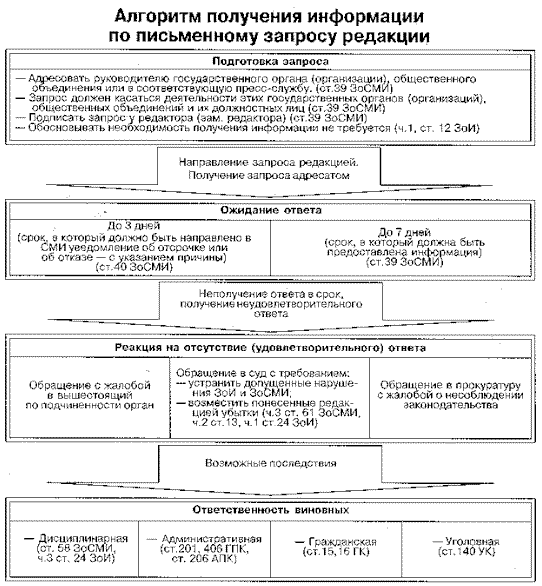 Алгоритм получения информации
по письменному запросу редакции
Подготовка запроса
— Адресовать руководителю государственного органа (организации), общественного
объединения или в соответствующую пресс-службу. (ст.39 ЗоСМИ)
— Запрос должен касаться деятельности этих государственных органов (организаций),
общественных объединений и их должностных лиц (ст.39 ЗоСМИ)
— Подписать запрос у редактора (зам. редактора) (ст.39 ЗоСМИ)
— Обосновывать необходимость получения информации не требуется (ч.1, ст. 12 ЗоИ)
Направление запроса редакцией.
Получение запроса адресатом
Ожидание ответа
До 3 дней
(срок, в который должно быть направлено в
СМИ уведомление об отсрочке или
об отказе — с указанием причины)
(ст.40 ЗоСМИ)
До 7 дней
(срок, в который должна быть
предоставлена информация)
(ст.39 ЗоСМИ)
Неполучение ответа в срок,
получение неудовлетворительного
ответа
Реакция на отсутствие (удовлетворительного) ответа
Обращение с жалобой
в вышестоящий
по подчиненности орган
Обращение в суд с требованием:
— устранить допущенные наруше-
ния ЗоИ и ЗоСМИ;
— возместить понесенные редак-
цией убытки (ч.3 ст. 61 ЗоСМИ,
ч.2 ст.13, ч.1 ст.24 ЗоИ)
Обращение в прокуратуру
с жалобой о несоблюдении
законодательства
Возможные последствия
Ответственность виновных
— Дисциплинарная
(ст. 58 ЗоСМИ,
ч.3 ст. 24 ЗоИ)
— Административная
(ст.201, 406 ГПК,
ст. 206 АПК)
— Гражданская
(ст.15,16 ГК)
— Уголовная
(ст.140 УК)